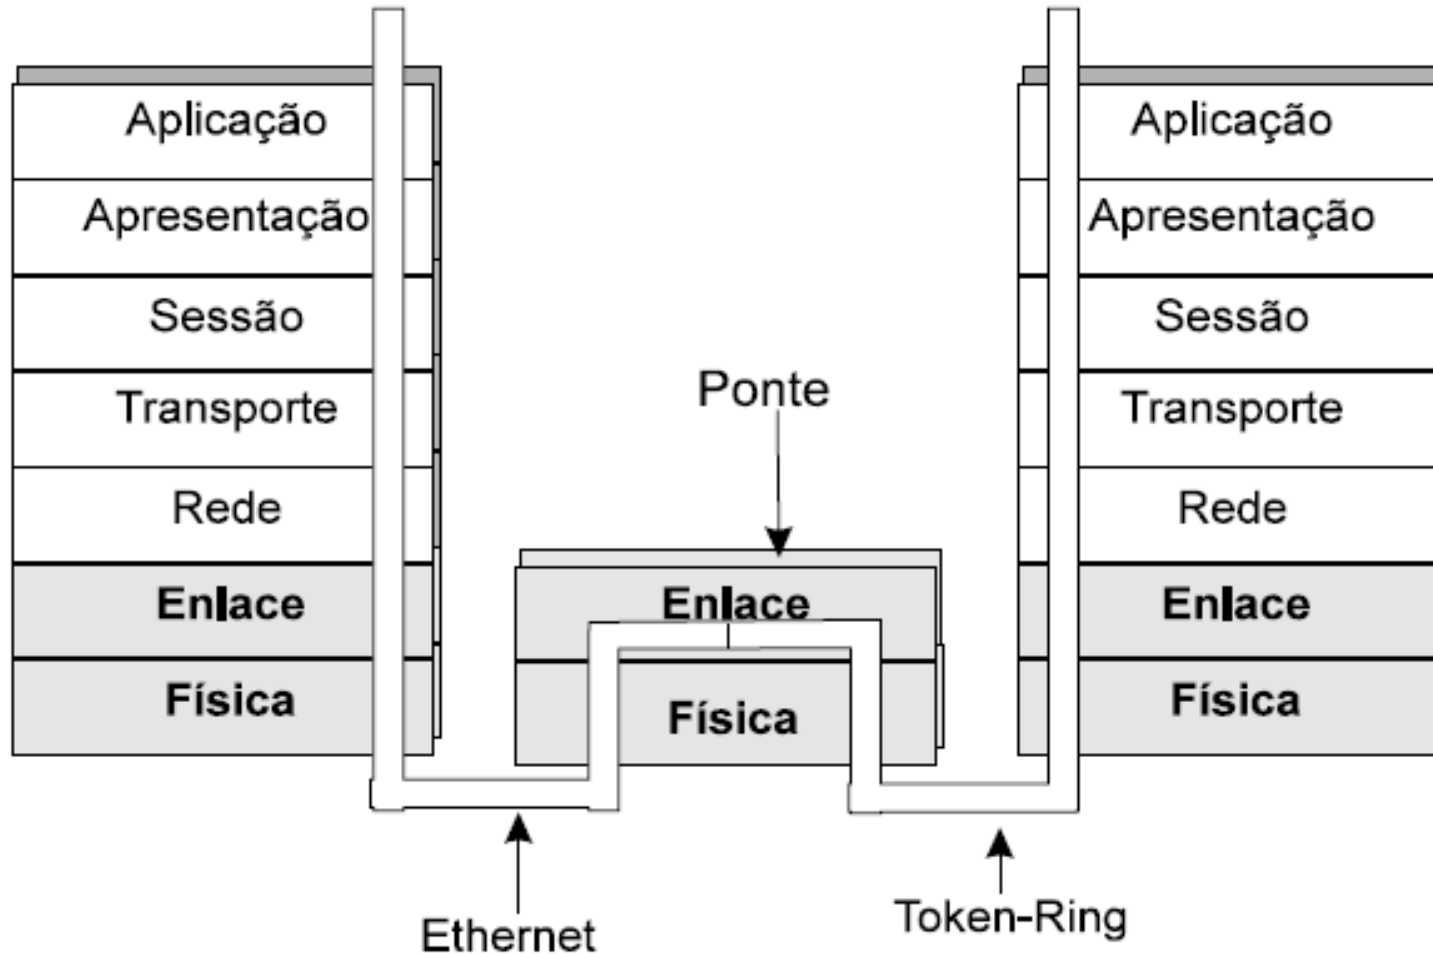 Aplicação
Apresentação
Sessão
Transporte
Rede
Enlace
Física
Ponte
Enlace
Física
Aplicação
Apresentação
Sessão
Transporte
Rede
Enlace
Física
Ethernet
Token-Ring